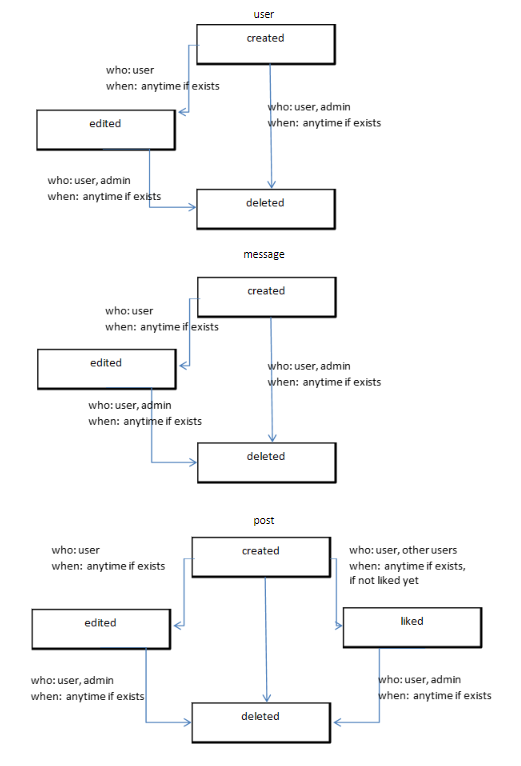 user
created
who: user
when: anytime if exists
who: user, admin
when: anytime if exists
edited
who: user, admin
when: anytime if exists
deleted
message
created
who: user
when: anytime if exists
edited
who: user, admin
when: anytime if exists
who: user, admin
when: anytime if exists
deleted
post
created
who: user
when: anytime if exists
who: user, other users
when: anytime if exists,
if not liked yet
edited
liked
who: user, admin
when: anytime if exists
who: user, admin
when: anytime if exists
deleted